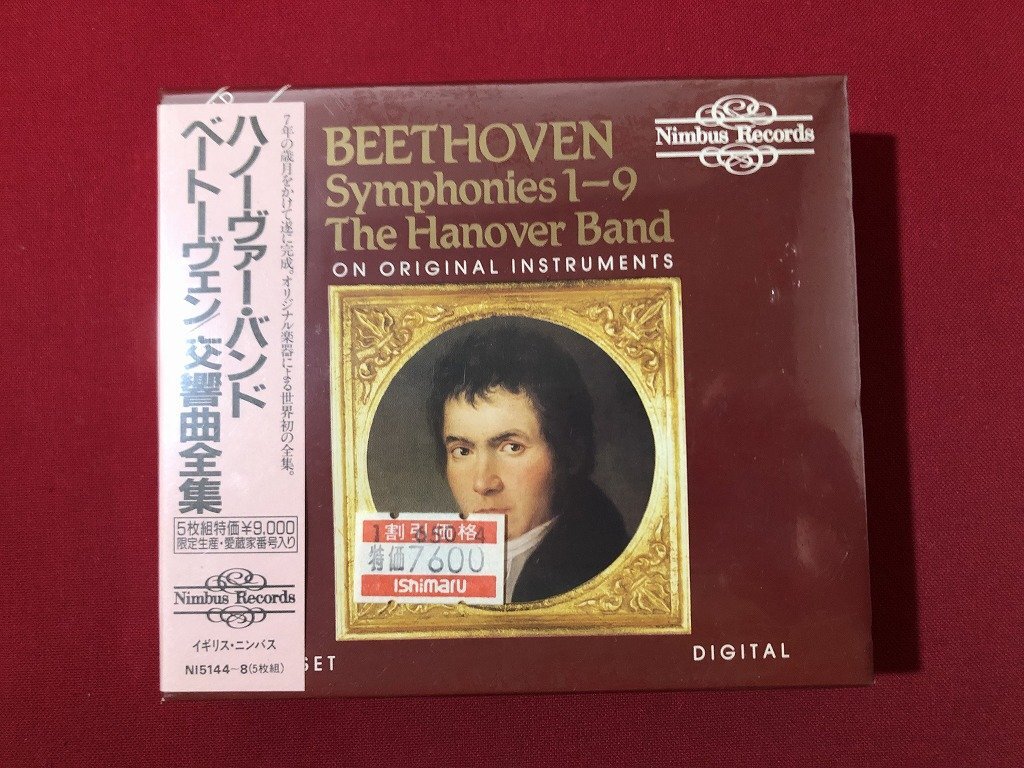 7年の歳月をかけて遂に完成。オリジナル楽器による世界初の全集。
ハノーヴァー・バンド
ベートーヴェン/交響曲全集
5枚組特価¥9,000
限定生産・愛蔵家番号入り
Nimbus Records
イギリス・ニンバス
NI5144~8(5枚組)
BEETHOVEN
Symphonies 1–9
The Hanover Band
ON ORIGINAL INSTRUMENTS
Nimbus Records
割引価格
特価7600
Ishimaru
SET
DIGITAL